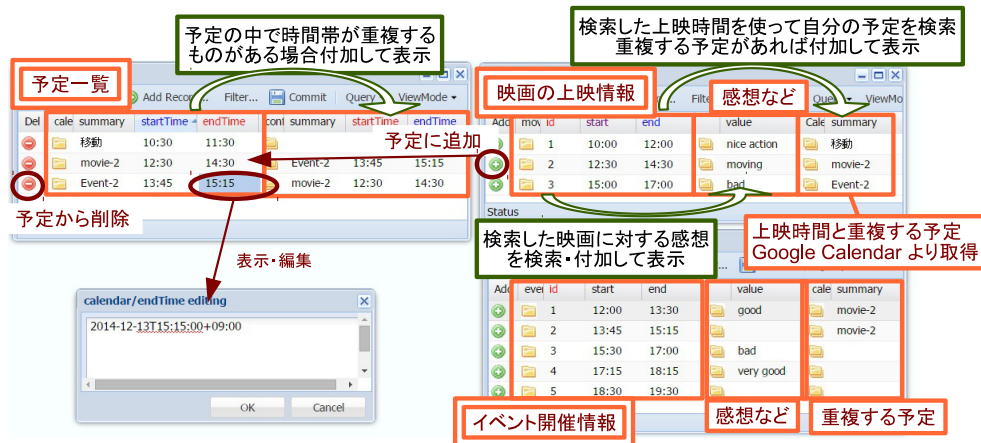 予定の中で時間帯が重複する
ものがある場合付加して表示
検索した上映時間を使って自分の予定を検索
重複する予定があれば付加して表示
予定一覧
Add Recor... Filter... Commit Query ViewMode
Del cale summary startTime endTime conf summary startTime endTime
移動 10:30 11:30
movie-2 12:30 14:30 Event-2 13:45 15:15
Event-2 13:45 15:15 movie-2 12:30 14:30
予定に追加
予定から削除
表示・編集
calendar/endTime editing
2014-12-13T15:15:00+09:00
OK Cancel
映画の上映情報
感想など
Query ViewMo
Add mov id start end value Cale summary
1 10:00 12:00 nice action 移動
2 12:30 14:30 moving movie-2
3 15:00 17:00 bad Event-2
Status
検索した映画に対する感想
を検索・付加して表示
上映時間と重複する予定
Google Calendar より取得
Add ever id start end value cale summary
1 12:00 13:30 good movie-2
2 13:45 15:15 movie-2
3 15:30 17:00 bad
4 17:15 18:15 very good
5 18:30 19:30
イベント開催情報
感想など
重複する予定